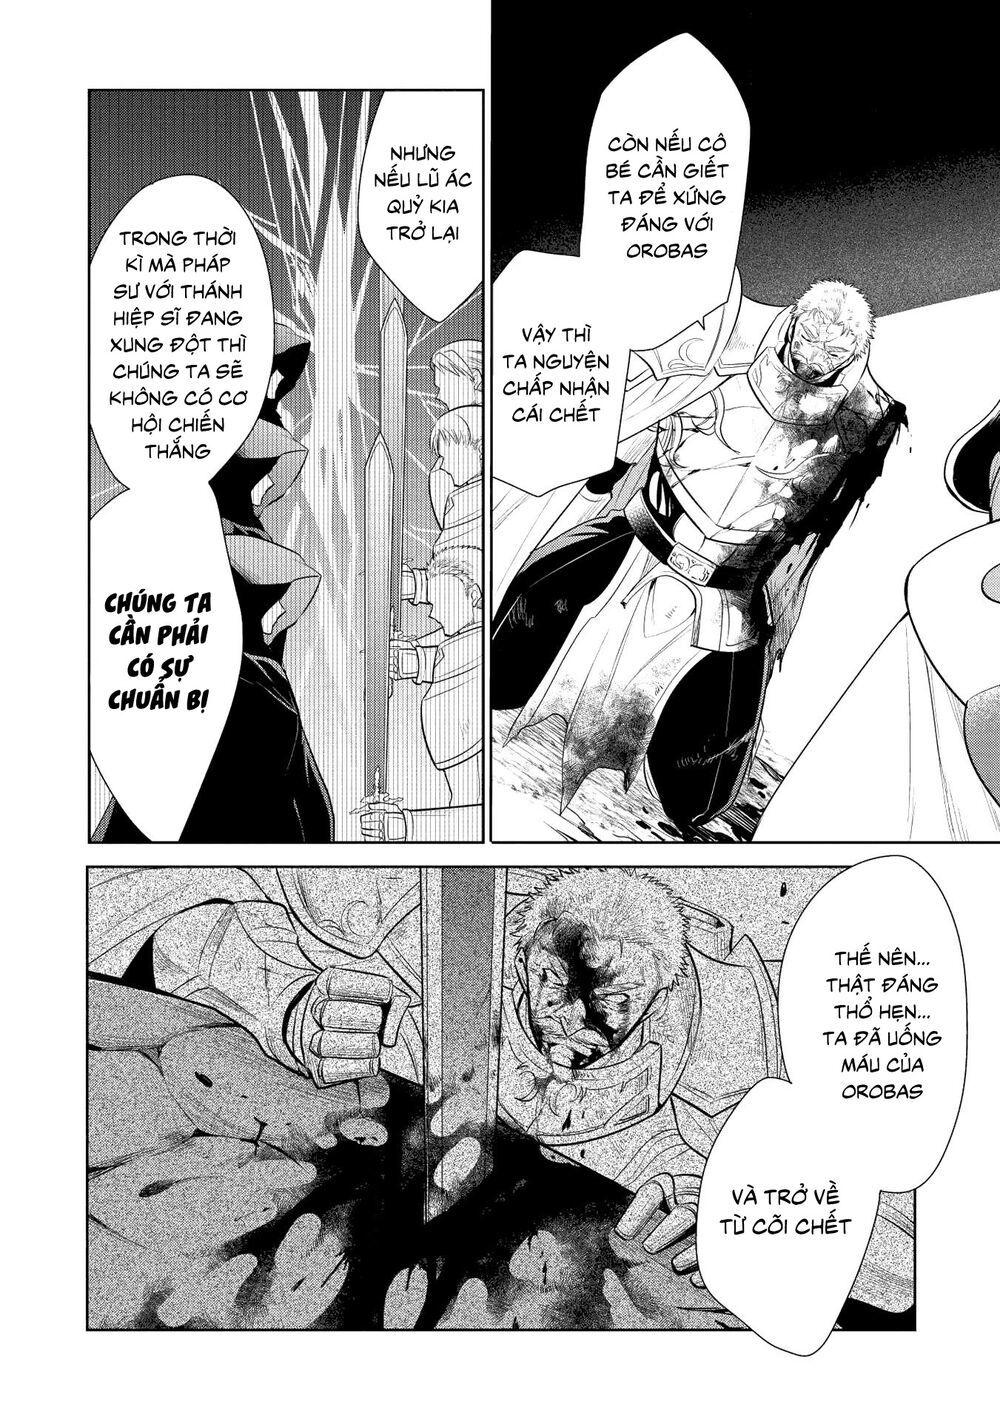 CÒN NẾU CÔ
BÉ CẦN GIẾT
TA ĐỂ XỨNG
ĐÁNG VỚI
OROBAS
VẬY THÌ
TA NGUYỆN
CHẤP NHẬN
CÁI CHẾT
NHƯNG
NẾU LŨ ÁC
QUỶ KIA
TRỞ LẠI
TRONG THỜI
KÌ MÀ PHÁP
SƯ VỚI THÁNH
HIỆP SĨ ĐANG
XUNG ĐỘT THÌ
CHÚNG TA SẼ
KHÔNG CÓ CƠ
HỘI CHIẾN
THẮNG
CHÚNG TA
CẦN PHẢI
CÓ SỰ
CHUẨN BỊ
THẾ NÊN...
THẬT ĐÁNG
THỔ HẸN...
TA ĐÃ UỐNG
MÁU CỦA
OROBAS
VÀ TRỞ VỀ
TỪ CÕI CHẾT